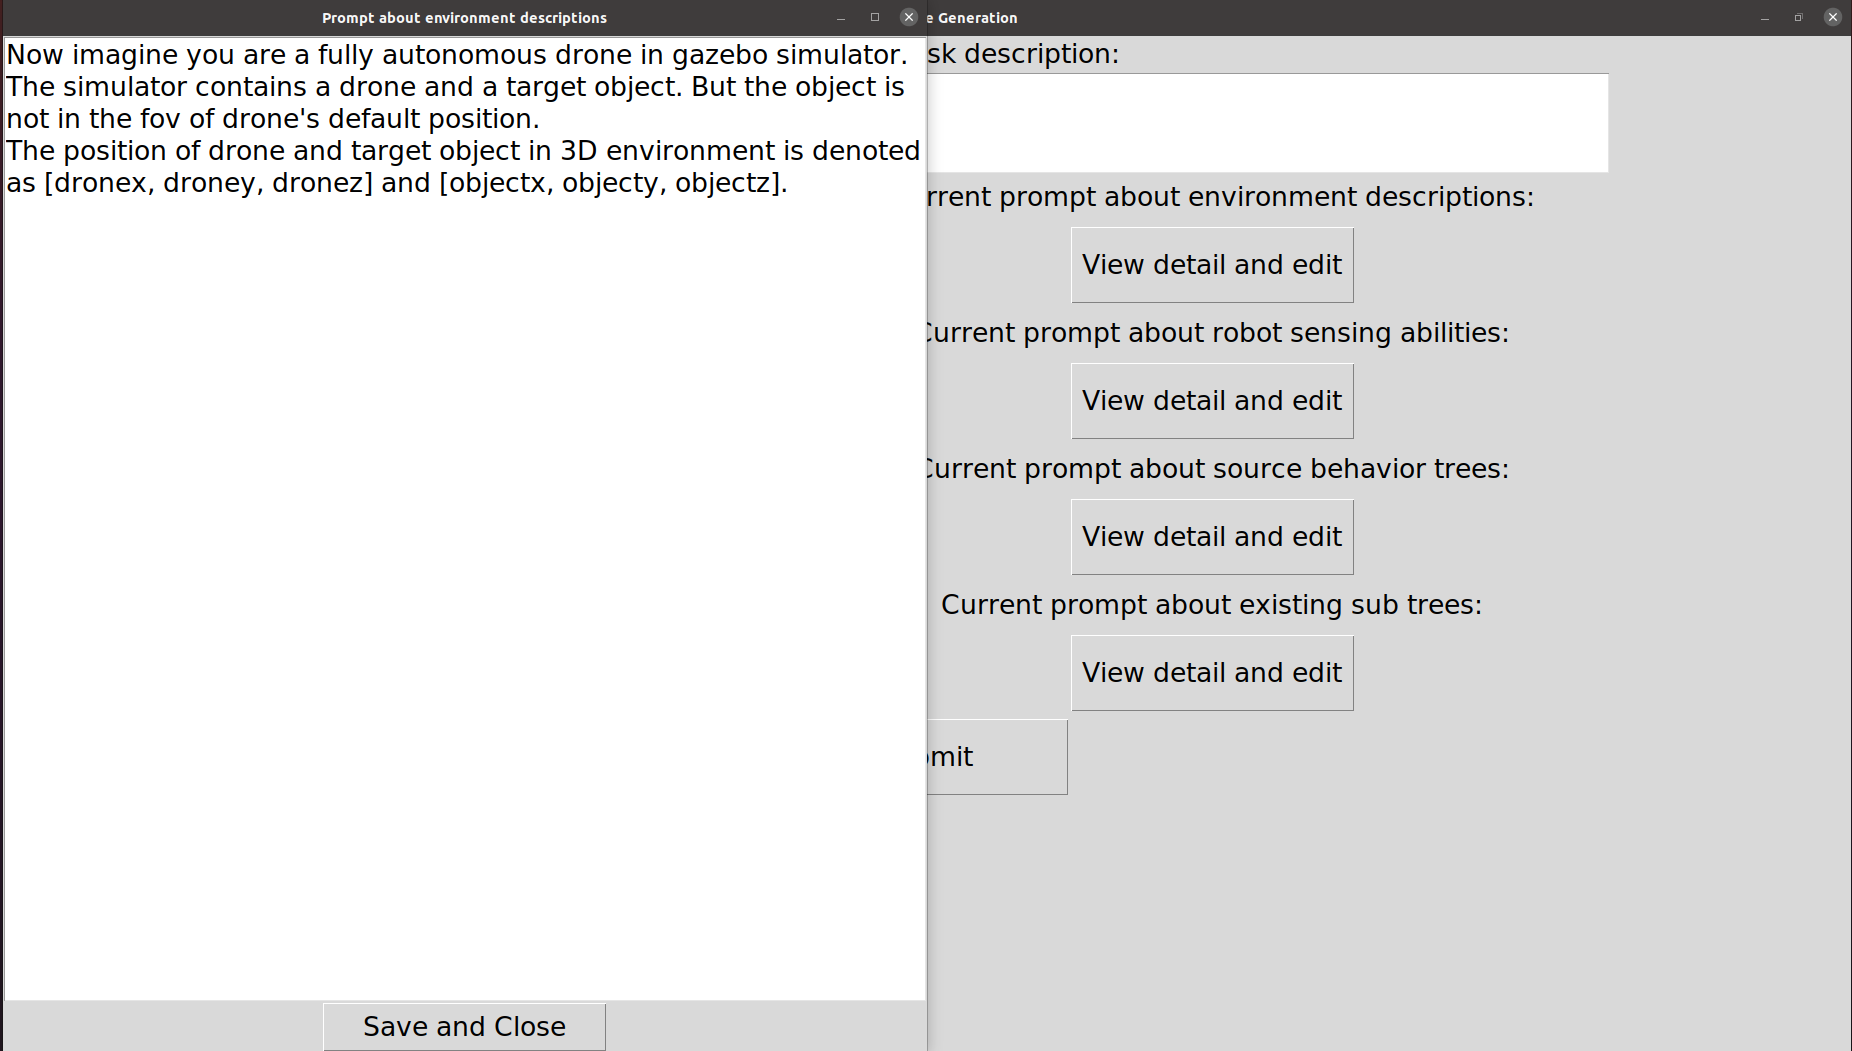 Prompt about environment descriptions
Now imagine you are a fully autonomous drone in gazebo simulator.
The simulator contains a drone and a target object. But the object is
not in the fov of drone's default position.
The position of drone and target object in 3D environment is denoted
as [dronex, droney, dronez] and [objectx, objecty, objectz].
Save and Close
e Generation
sk description:
rrent prompt about environment descriptions:
View detail and edit
Current prompt about robot sensing abilities:
View detail and edit
Current prompt about source behavior trees:
View detail and edit
Current prompt about existing sub trees:
View detail and edit
omit